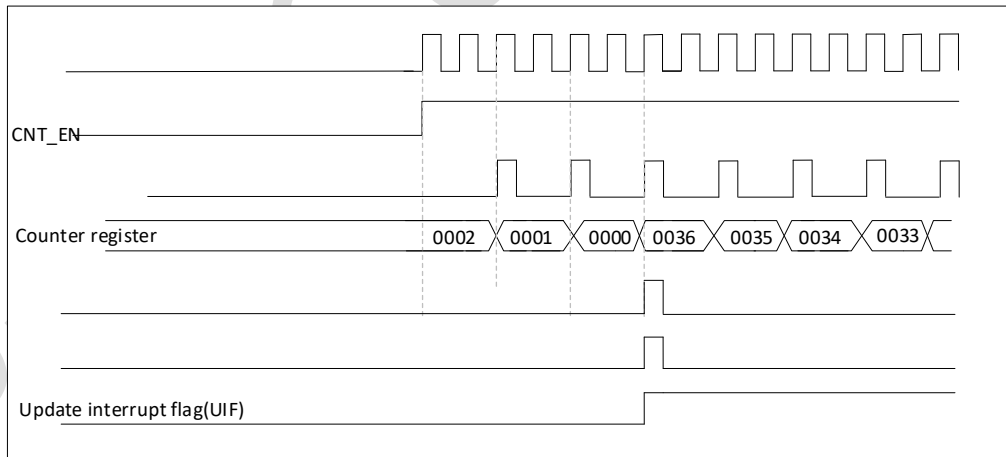 CNT_EN
Counter register 0002 0001 0000 0036 0035 0034 0033
Update interrupt flag(UIF)